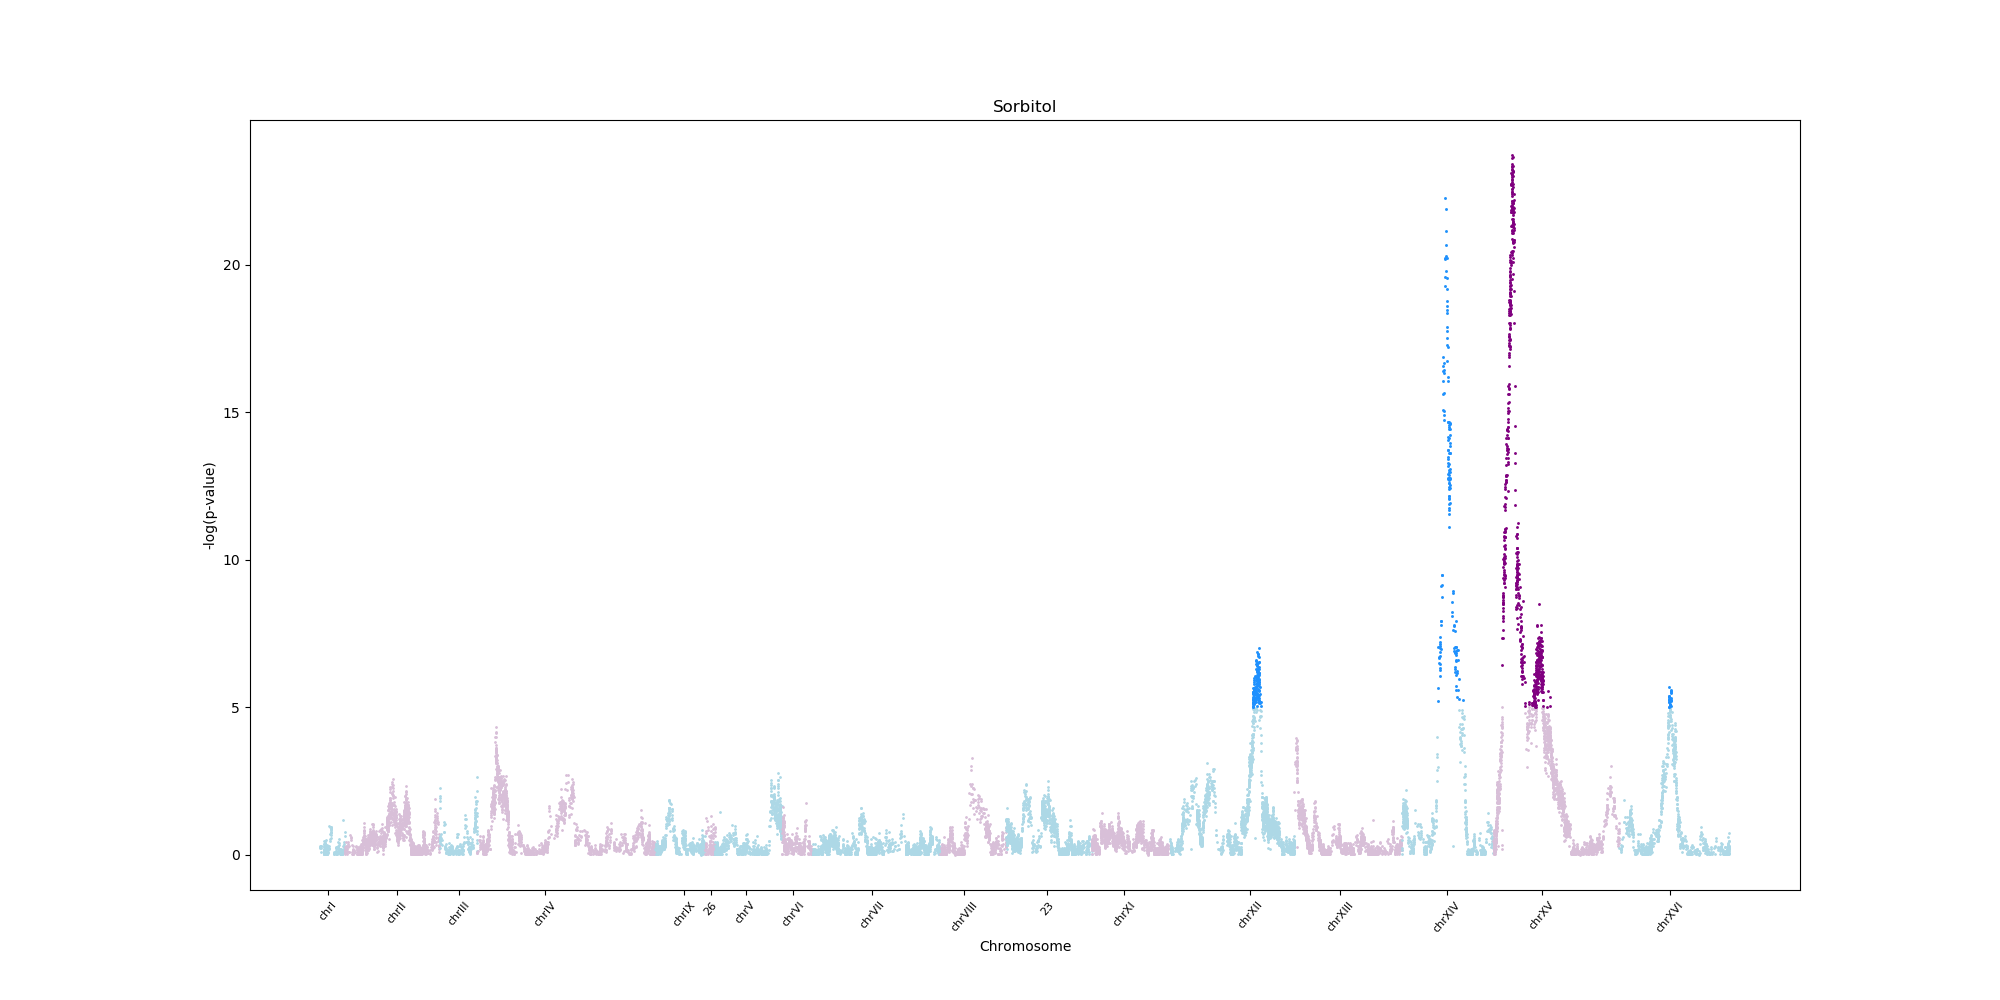 Sorbitol
-log(p-value)
20
15
10
5
0
chrI
chrII
chrIII
chrIV
chrIX
26
chrV
chrVI
chrVII
chrVIII
23
chrXI
chrXII
chrXIII
chrXIV
chrXV
chrXVI
Chromosome